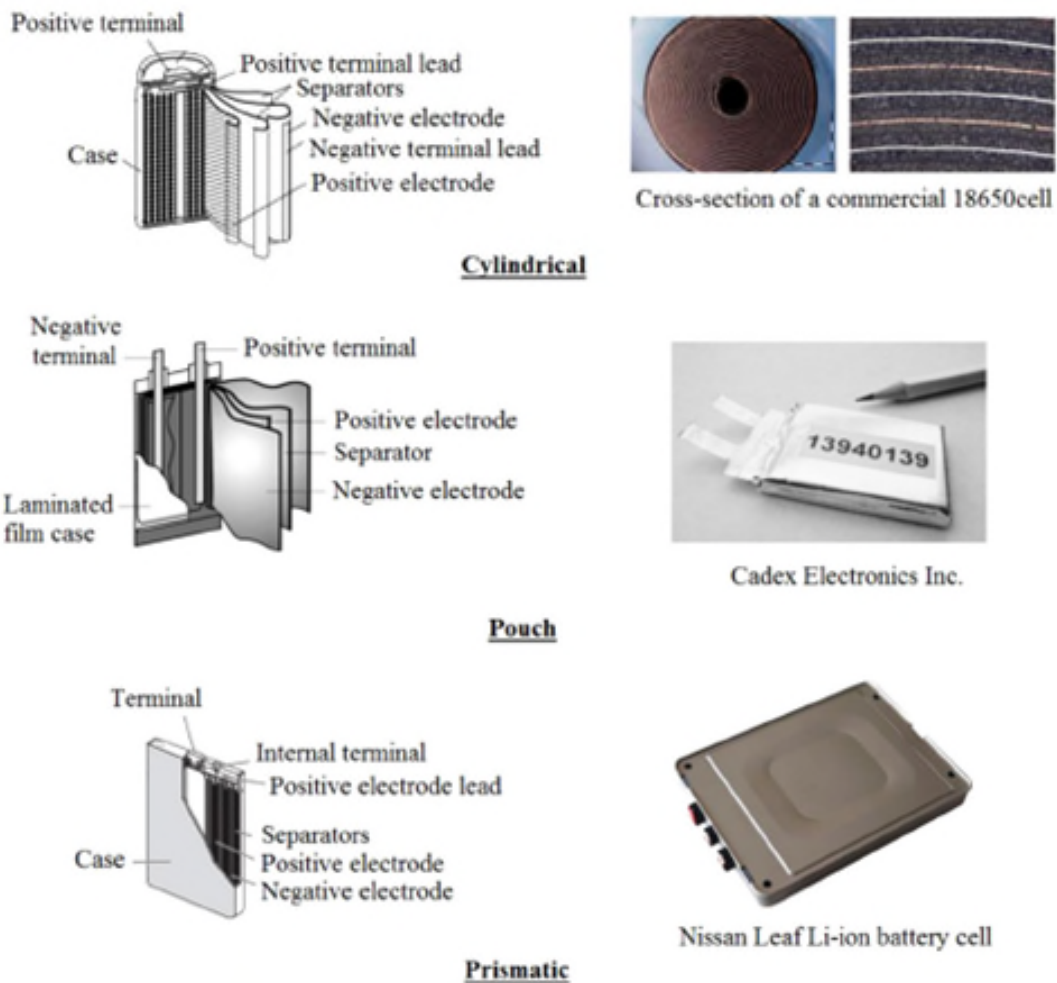 Positive terminal
Positive terminal lead
Separators
Negative electrode
Negative terminal lead
Positive electrode
Case
Cross-section of a commercial 18650cell
Cylindrical
Negative
terminal
Positive terminal
Positive electrode
Separator
Negative electrode
Laminated
film case
13940139
Cadex Electronics Inc.
Pouch
Terminal
Internal terminal
Positive electrode lead
Separators
Positive electrode
Negative electrode
Case
Nissan Leaf Li-ion battery cell
Prismatic